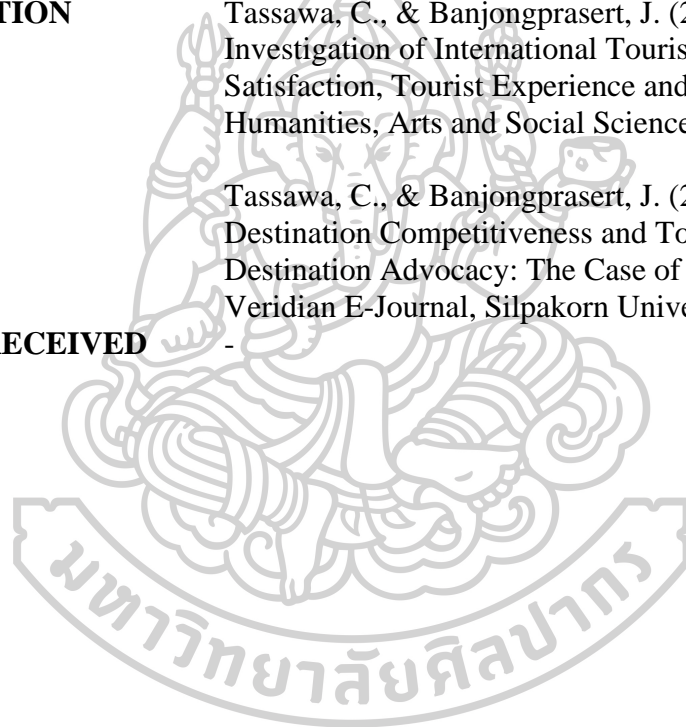 TION Tassawa, C., & Banjongprasert, J. (2
Investigation of International Touris
Satisfaction, Tourist Experience and
Humanities, Arts and Social Science
Tassawa, C., & Banjongprasert, J. (2
Destination Competitiveness and To
Destination Advocacy: The Case of
Veridian E-Journal, Silpakorn Unive
RECEIVED -
มหาวิทยาลัยศิลปากร